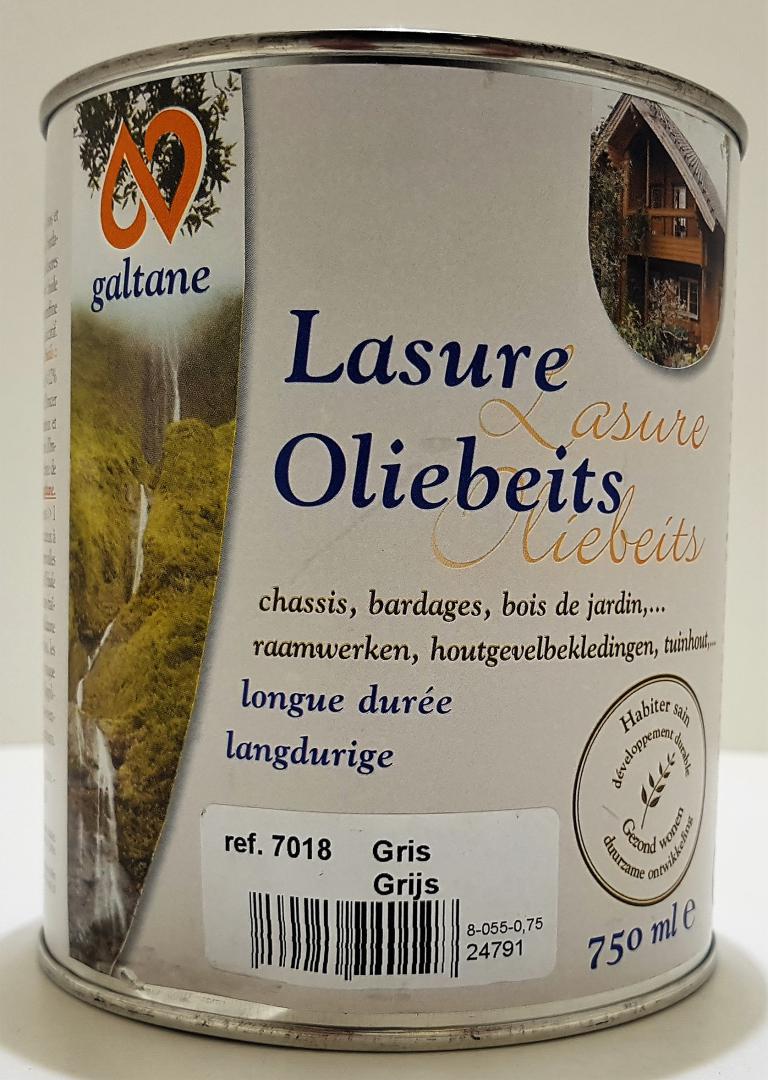 galtane
Lasure
Lasure
Oliebeits
Oliebeits
chassis, bardages, bois de jardin,...
raamwerken, houtgevelbekledingen, tuinhout,...
longue durée
langdurige
Habiter sain
développement durable
Gezond wonen
duurzame ontwikkeling
ref. 7018 Gris
Grijs
8-055-0,75
24791
750 ml e